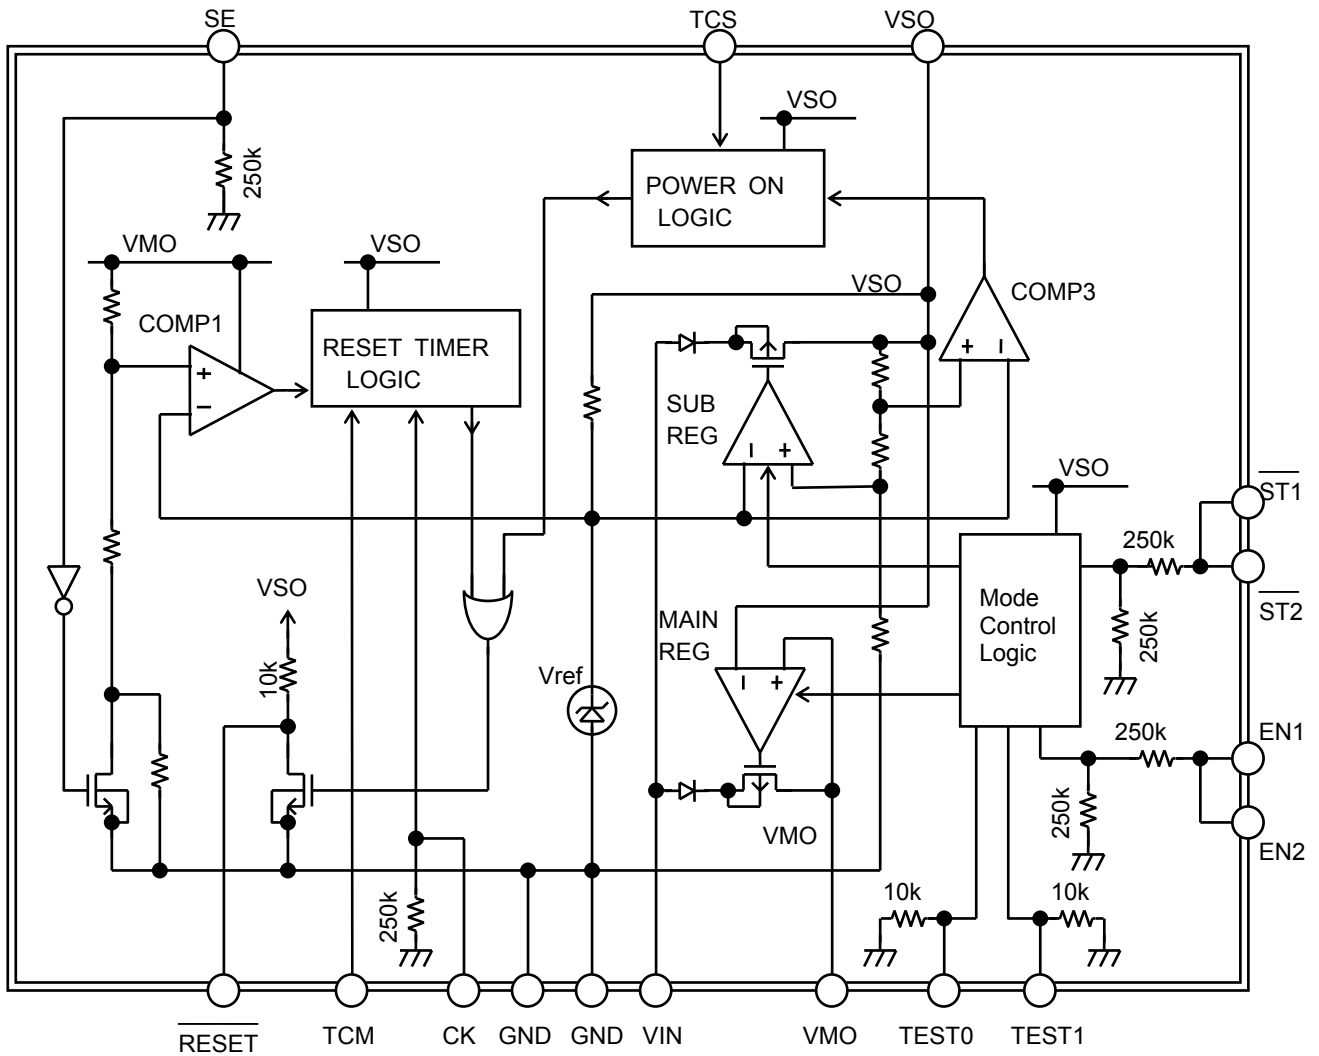 SE
TCS
VSO
VSO
250k
POWER ON
LOGIC
VMO
VSO
VSO
COMP3
COMP1
RESET TIMER
LOGIC
+ −
+
−
SUB
REG
− +
VSO
ST1
250k
VSO
Mode
Control
Logic
MAIN
REG
ST2
250k
10k
Vref
− +
EN1
250k
250k
VMO
EN2
10k
10k
250k
RESET
TCM
CK
GND
GND
VIN
VMO
TEST0
TEST1